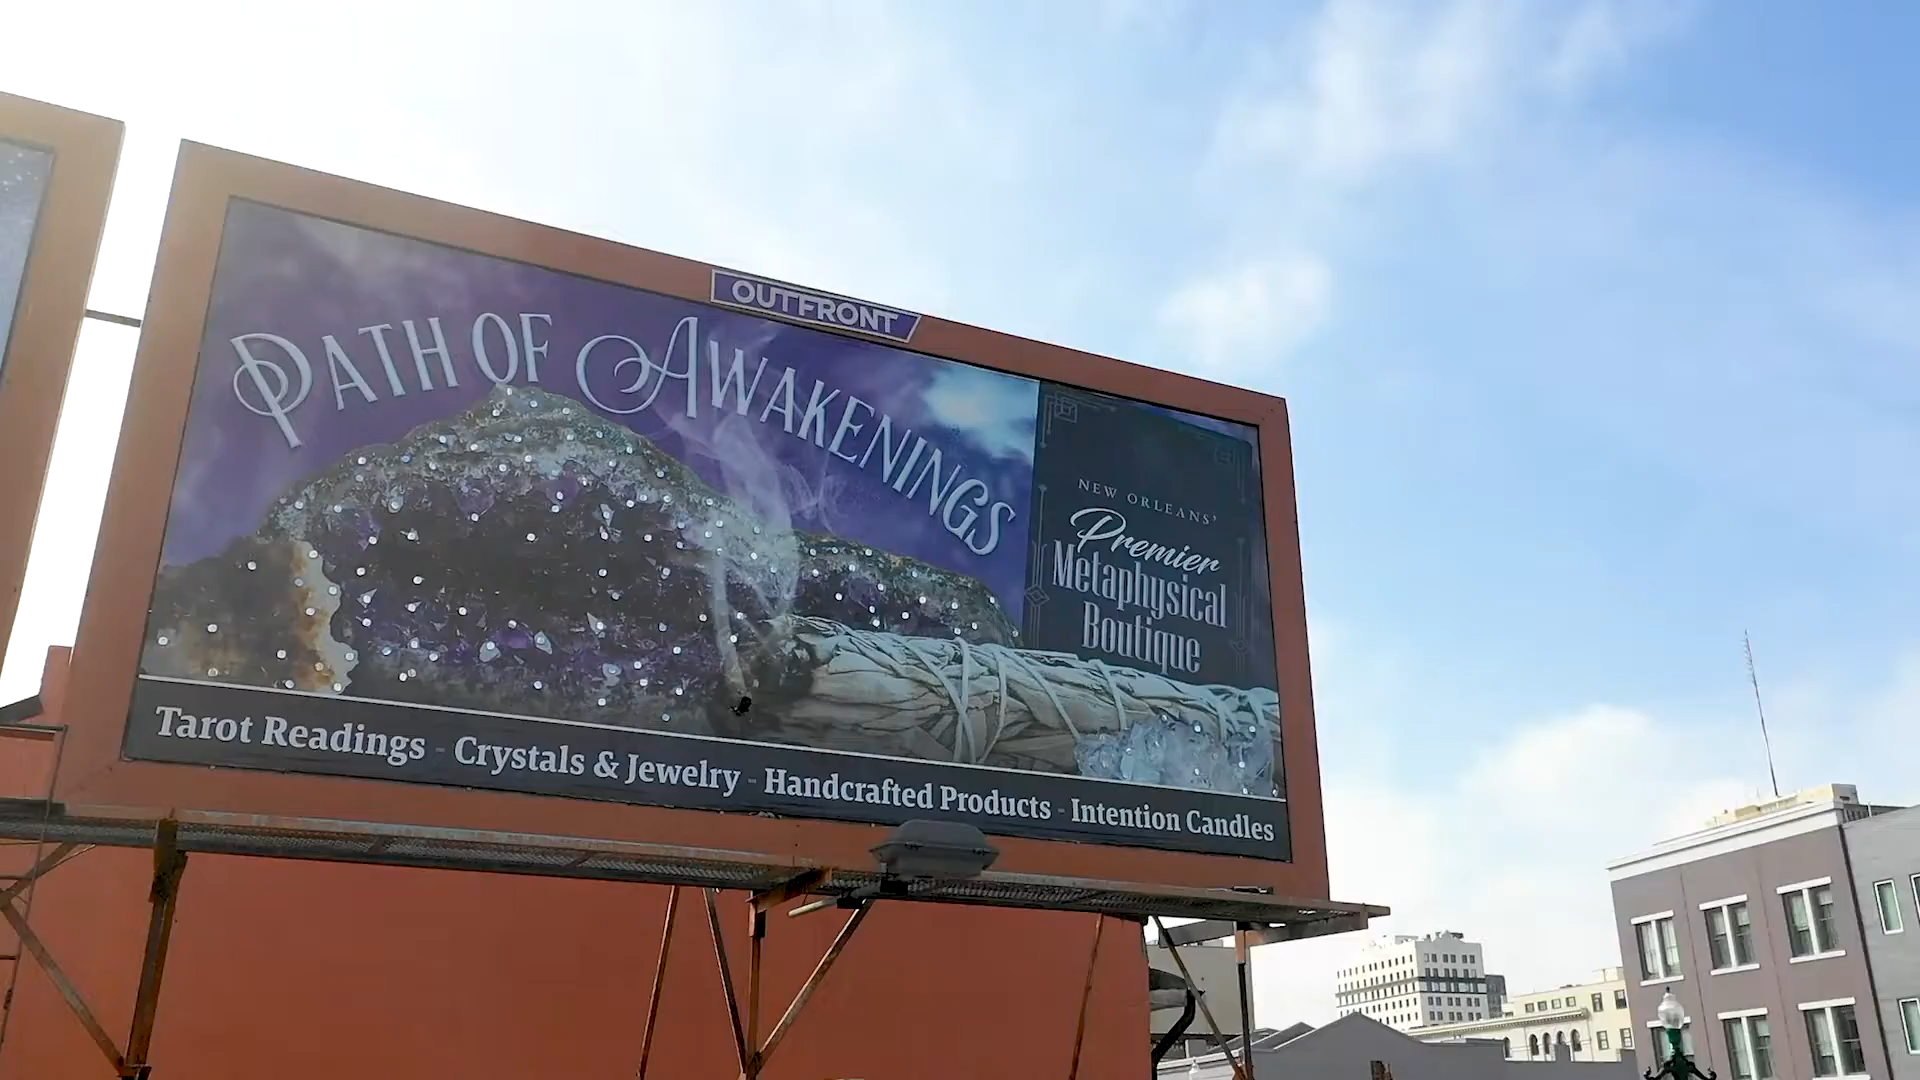 OUTFRONT
PATH OF AWAKENINGS
NEW ORLEANS'
Premier
Metaphysical
Boutique
Tarot Readings - Crystals & Jewelry - Handcrafted Products - Intention Candles